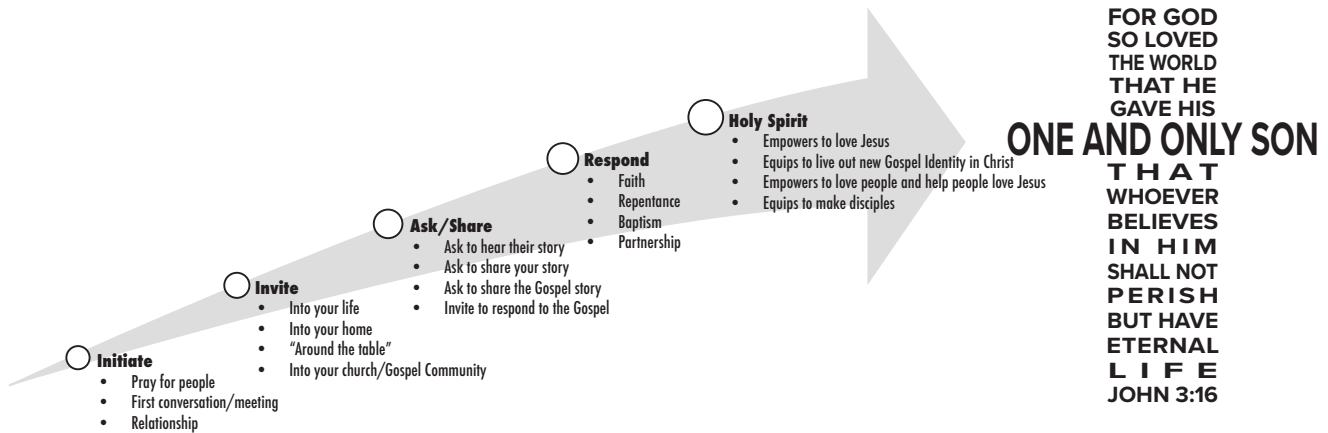 Initiate
• Pray for people
• First conversation/meeting
• Relationship
Invite
• Into your life
• Into your home
• “Around the table”
• Into your church/Gospel Community
Ask/Share
• Ask to hear their story
• Ask to share your story
• Ask to share the Gospel story
• Invite to respond to the Gospel
Respond
• Faith
• Repentance
• Baptism
• Partnership
Holy Spirit
• Empowers to love Jesus
• Equips to live out new Gospel Identity in Christ
• Empowers to love people and help people love Jesus
• Equips to make disciples
FOR GOD
SO LOVED
THE WORLD
THAT HE
GAVE HIS
ONE AND ONLY SON
THAT
WHOEVER
BELIEVES
IN HIM
SHALL NOT
PERISH
BUT HAVE
ETERNAL
LIFE
JOHN 3:16